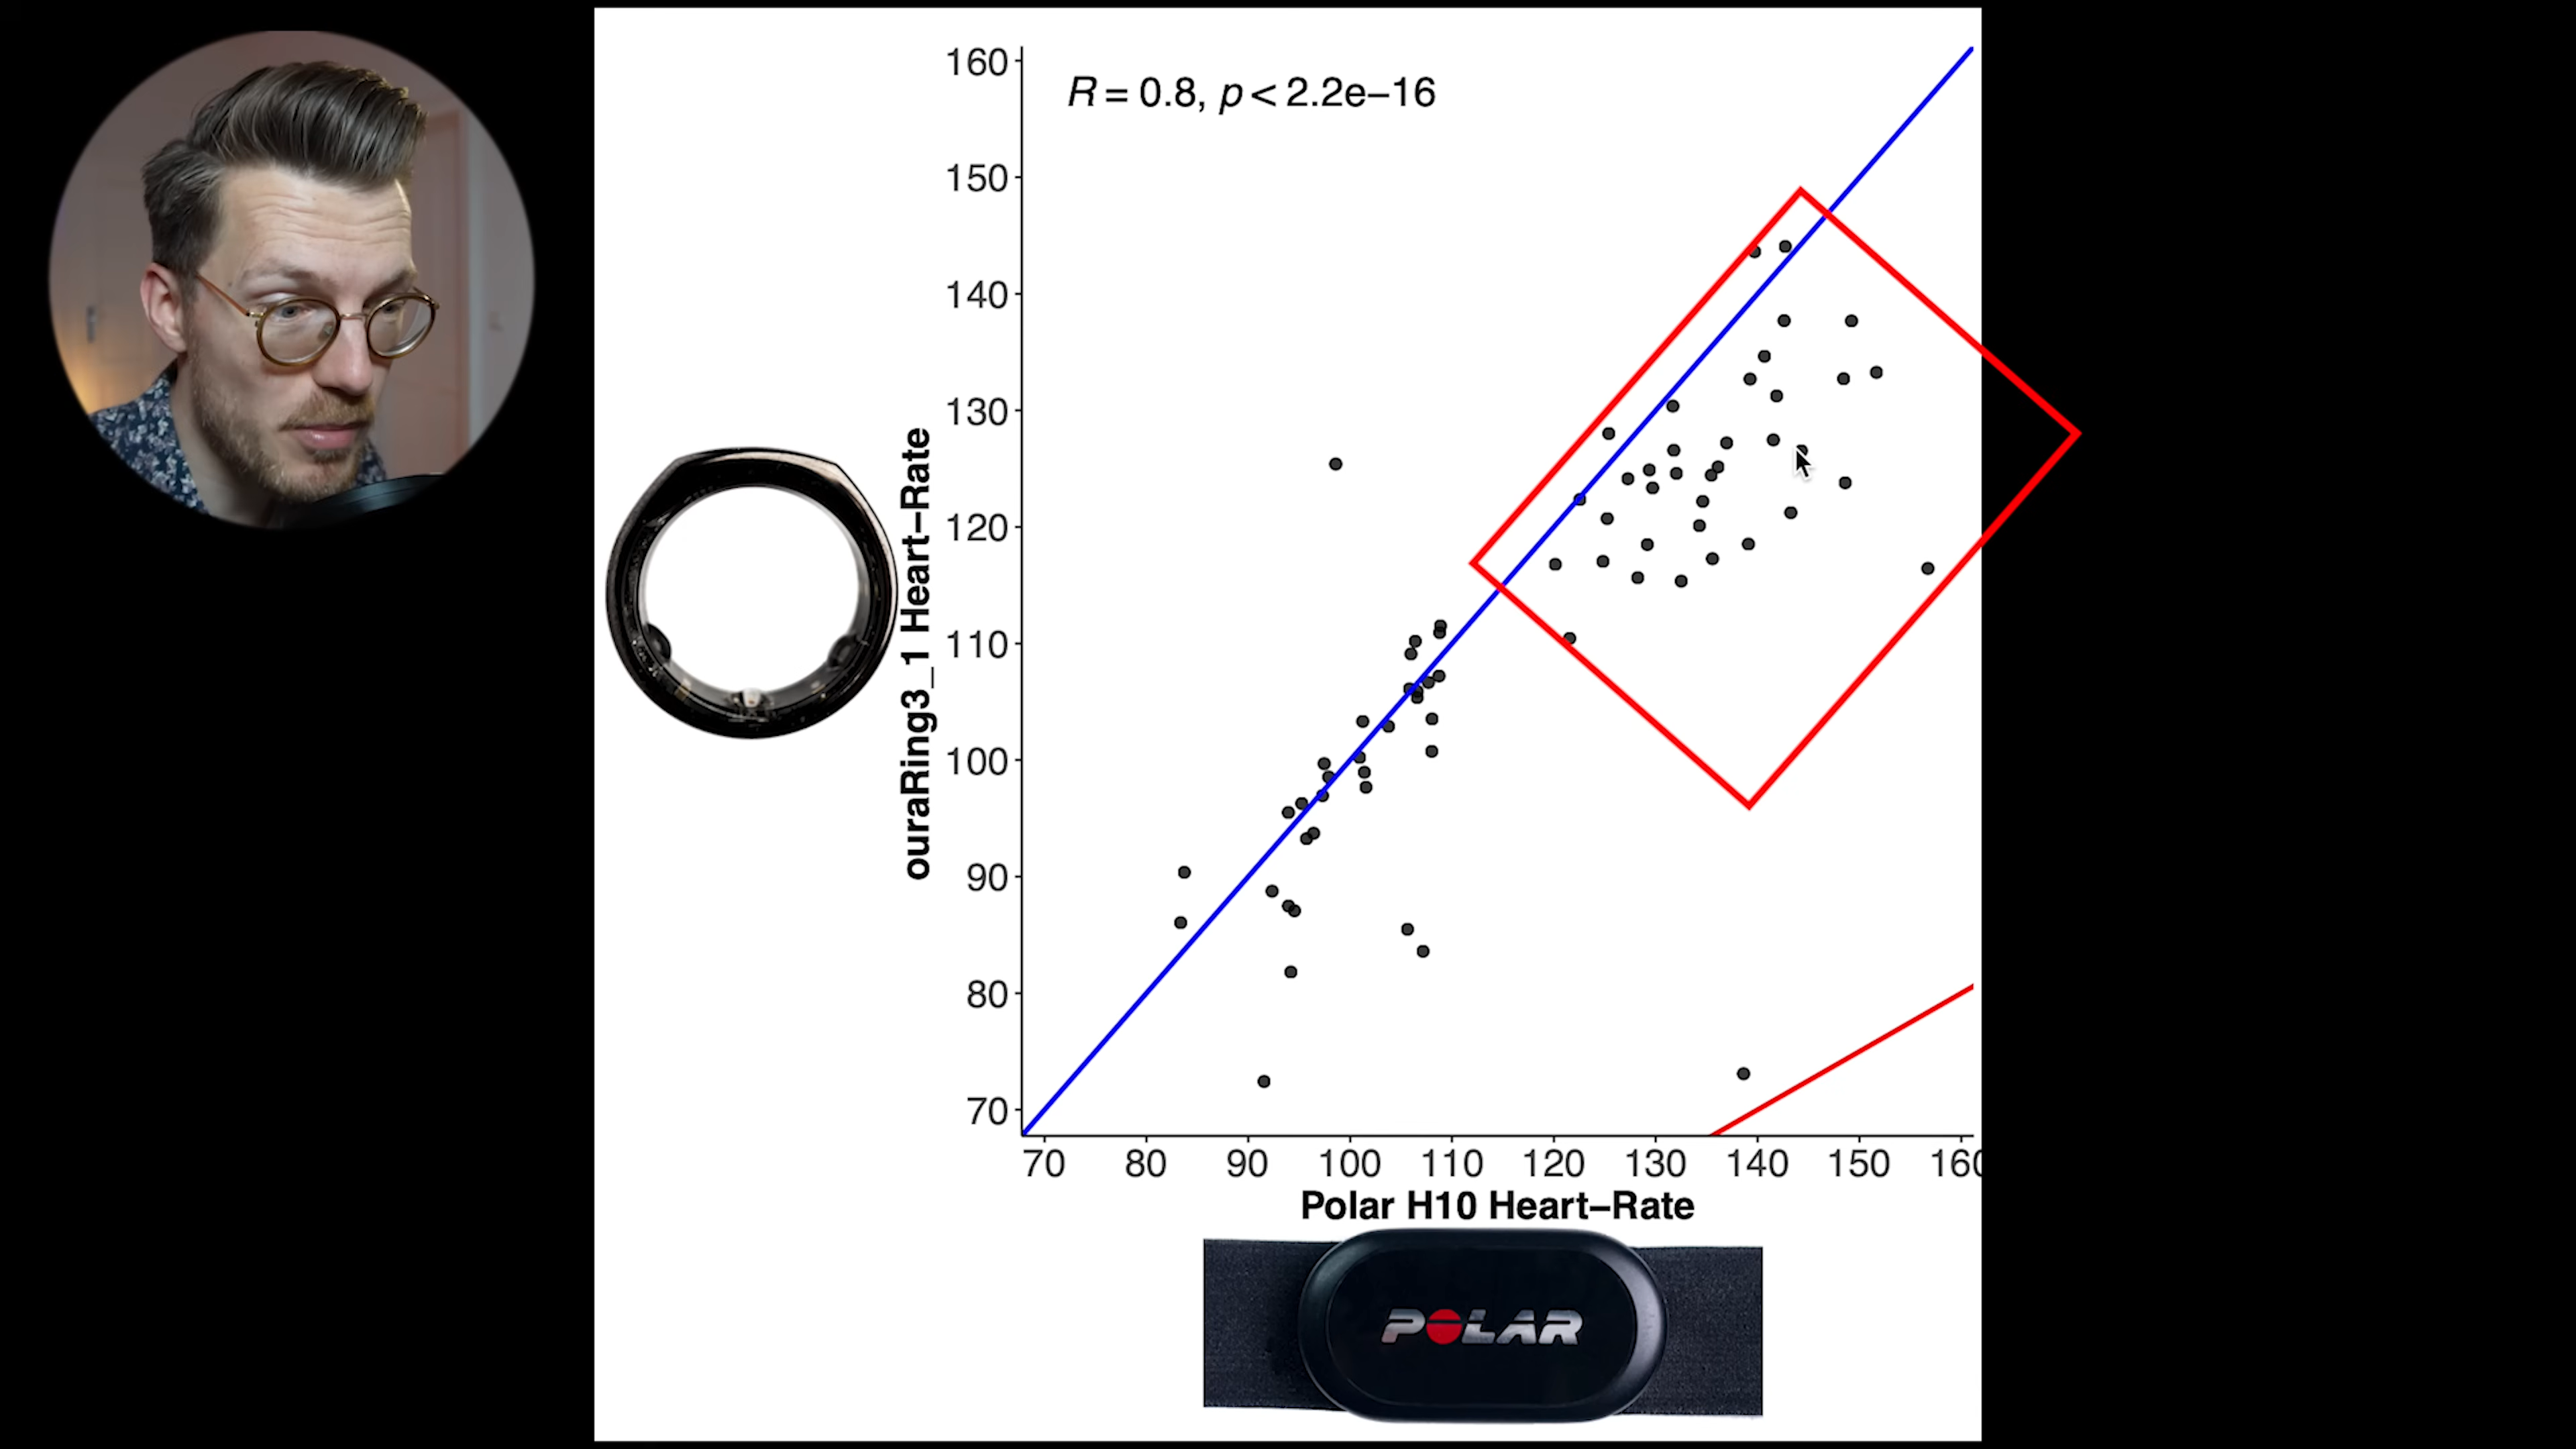 R = 0.8, p < 2.2e−16
160
150
140
130
120
110
100
90
80
70
ouraRing3_1 Heart−Rate
70 80 90 100 110 120 130 140 150 160
Polar H10 Heart−Rate
POLAR